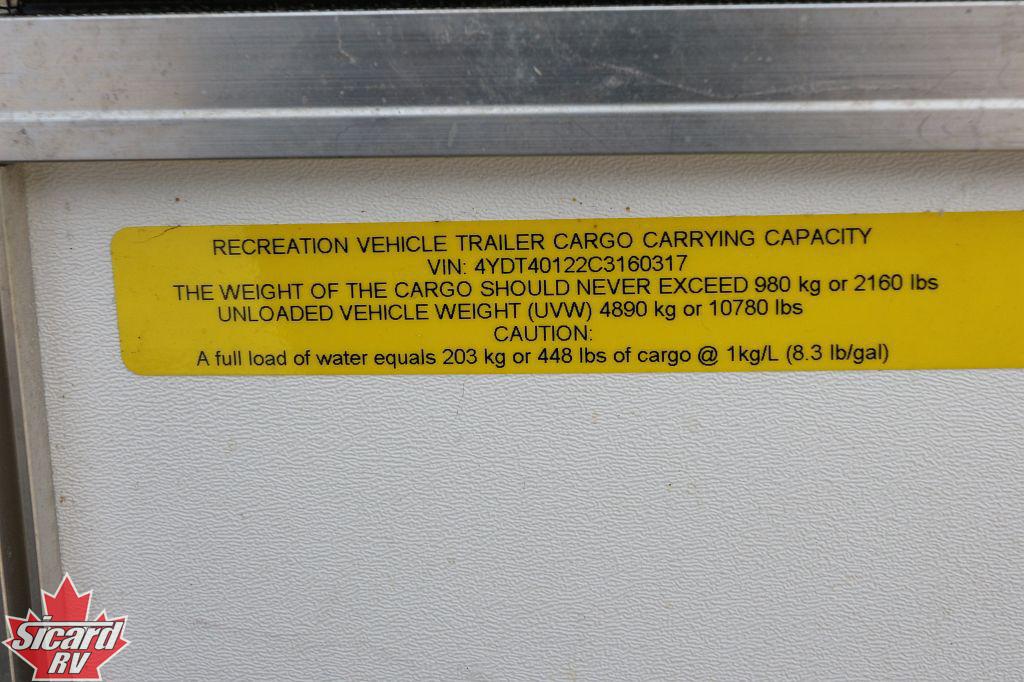 RECREATION VEHICLE TRAILER CARGO CARRYING CAPACITY
VIN: 4YDT40122C3160317
THE WEIGHT OF THE CARGO SHOULD NEVER EXCEED 980 kg or 2160 lbs
UNLOADED VEHICLE WEIGHT (UVW) 4890 kg or 10780 lbs
CAUTION:
A full load of water equals 203 kg or 448 lbs of cargo @ 1kg/L (8.3 lb/gal)
Sicard
RV